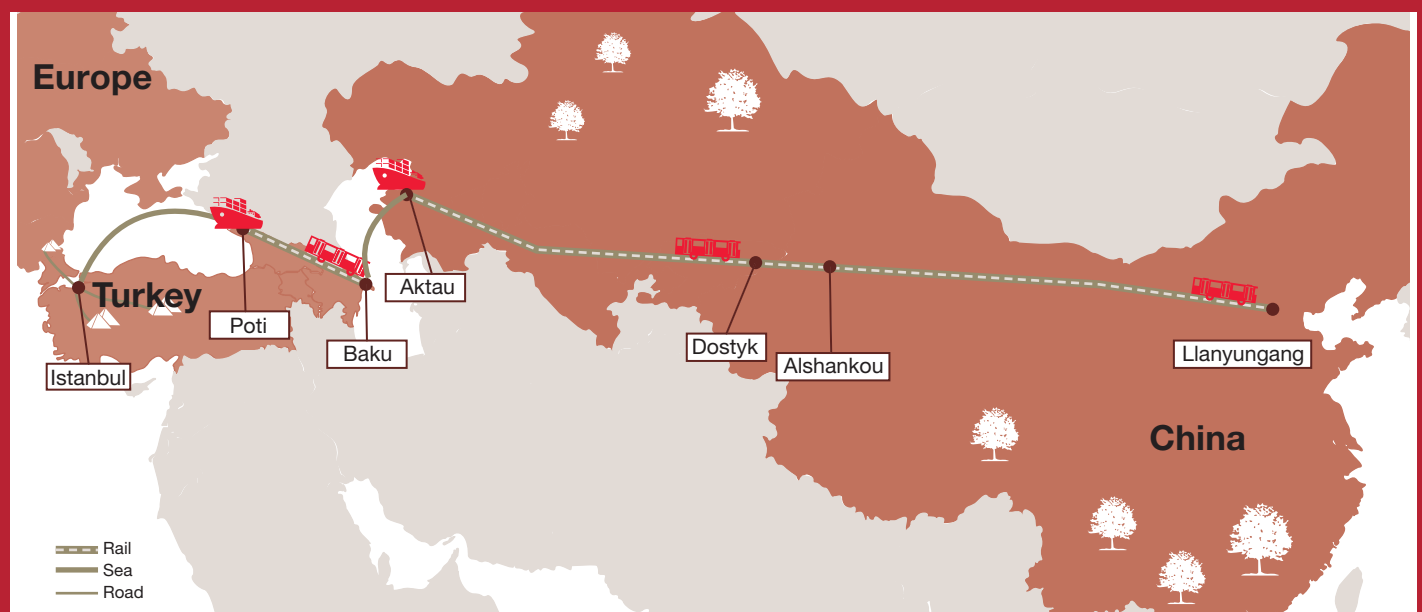 Europe
Turkey
Aktau
Poti
Baku
Istanbul
Dostyk
Alshankou
Llanyungang
China
Rail
Sea
Road